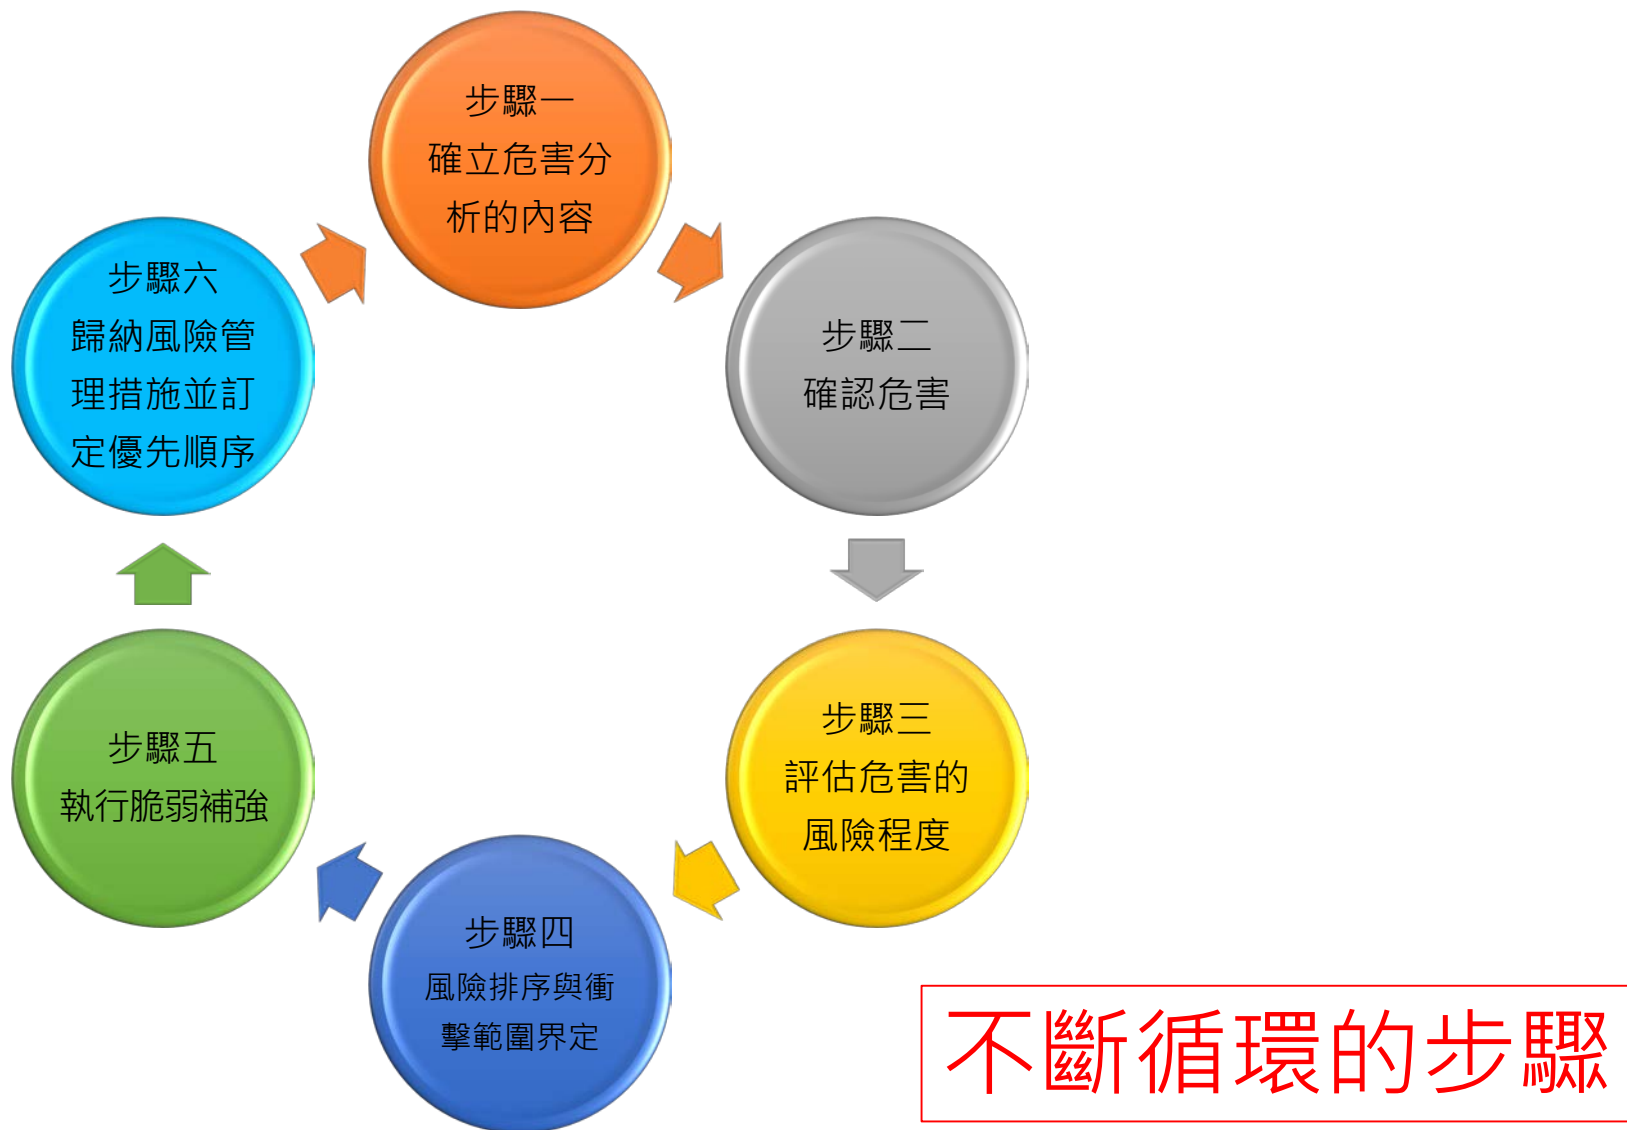 步驟一
確立危害分
析的內容
步驟二
確認危害
步驟三
評估危害的
風險程度
步驟四
風險排序與衝
擊範圍界定
步驟五
執行脆弱補強
步驟六
歸納風險管
理措施並訂
定優先順序
不斷循環的步驟